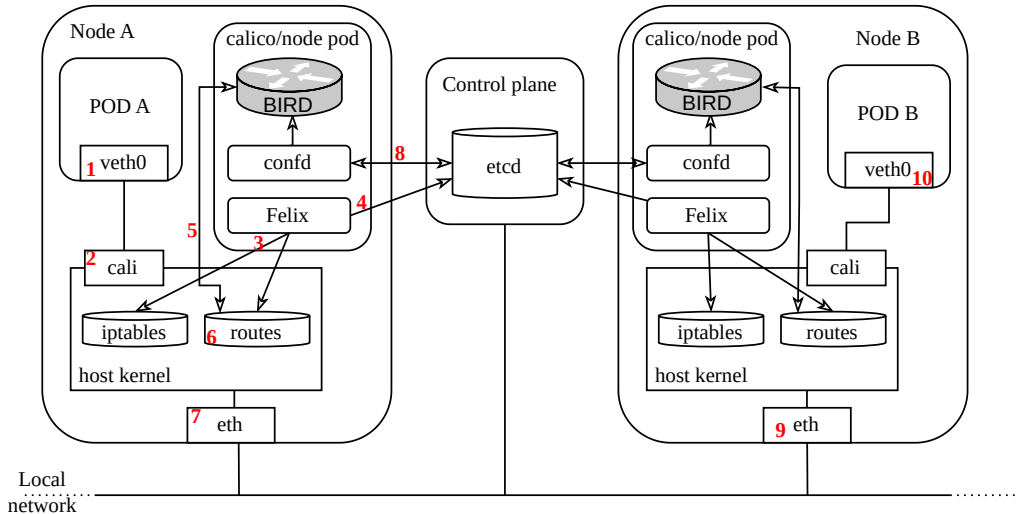 Node A
calico/node pod
BIRD
POD A
1 veth0
confd
Felix
5
3
2 cali
iptables
6 routes
host kernel
7 eth
Control plane
etcd
8
4
calico/node pod
Node B
BIRD
POD B
confd
veth0 10
Felix
cali
iptables
routes
host kernel
9 eth
Local
network